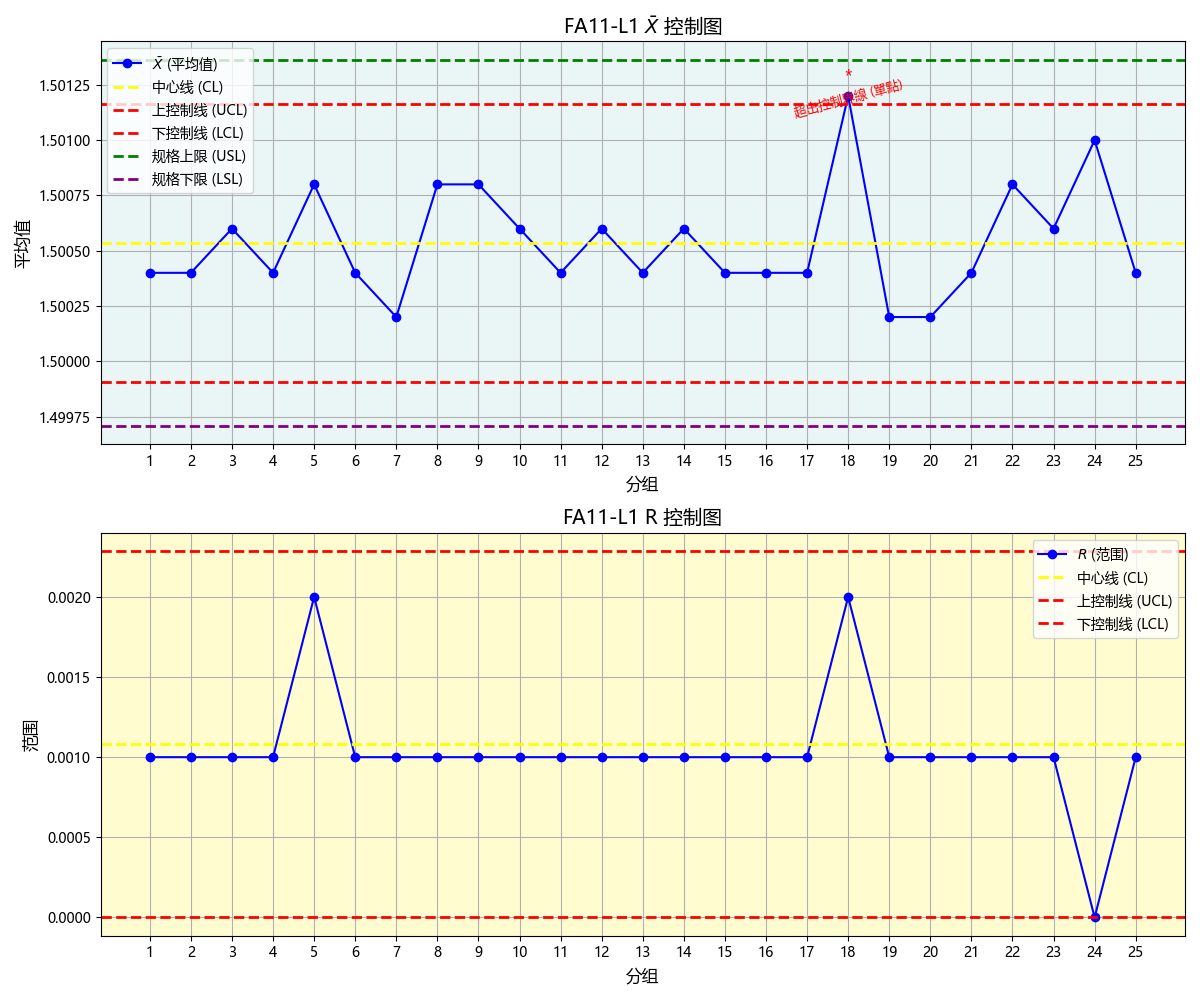 FA11-L1 X̄ 控制图
X̄ (平均值)
中心线 (CL)
上控制线 (UCL)
下控制线 (LCL)
规格上限 (USL)
规格下限 (LSL)
*
超出控制界線 (單點)
平均值
1.50125
1.50100
1.50075
1.50050
1.50025
1.50000
1.49975
1 2 3 4 5 6 7 8 9 10 11 12 13 14 15 16 17 18 19 20 21 22 23 24 25
分组
FA11-L1 R 控制图
R (范围)
中心线 (CL)
上控制线 (UCL)
下控制线 (LCL)
范围
0.0020
0.0015
0.0010
0.0005
0.0000
1 2 3 4 5 6 7 8 9 10 11 12 13 14 15 16 17 18 19 20 21 22 23 24 25
分组